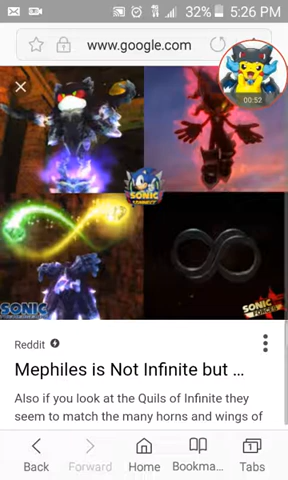 32% 5:26 PM
www.google.com
00:52
SONIC
SONIC
SONIC
FORCES
Reddit
Mephiles is Not Infinite but ...
Also if you look at the Quils of Infinite they
seem to match the many horns and wings of
Back
Forward
Home
Bookma...
Tabs
1